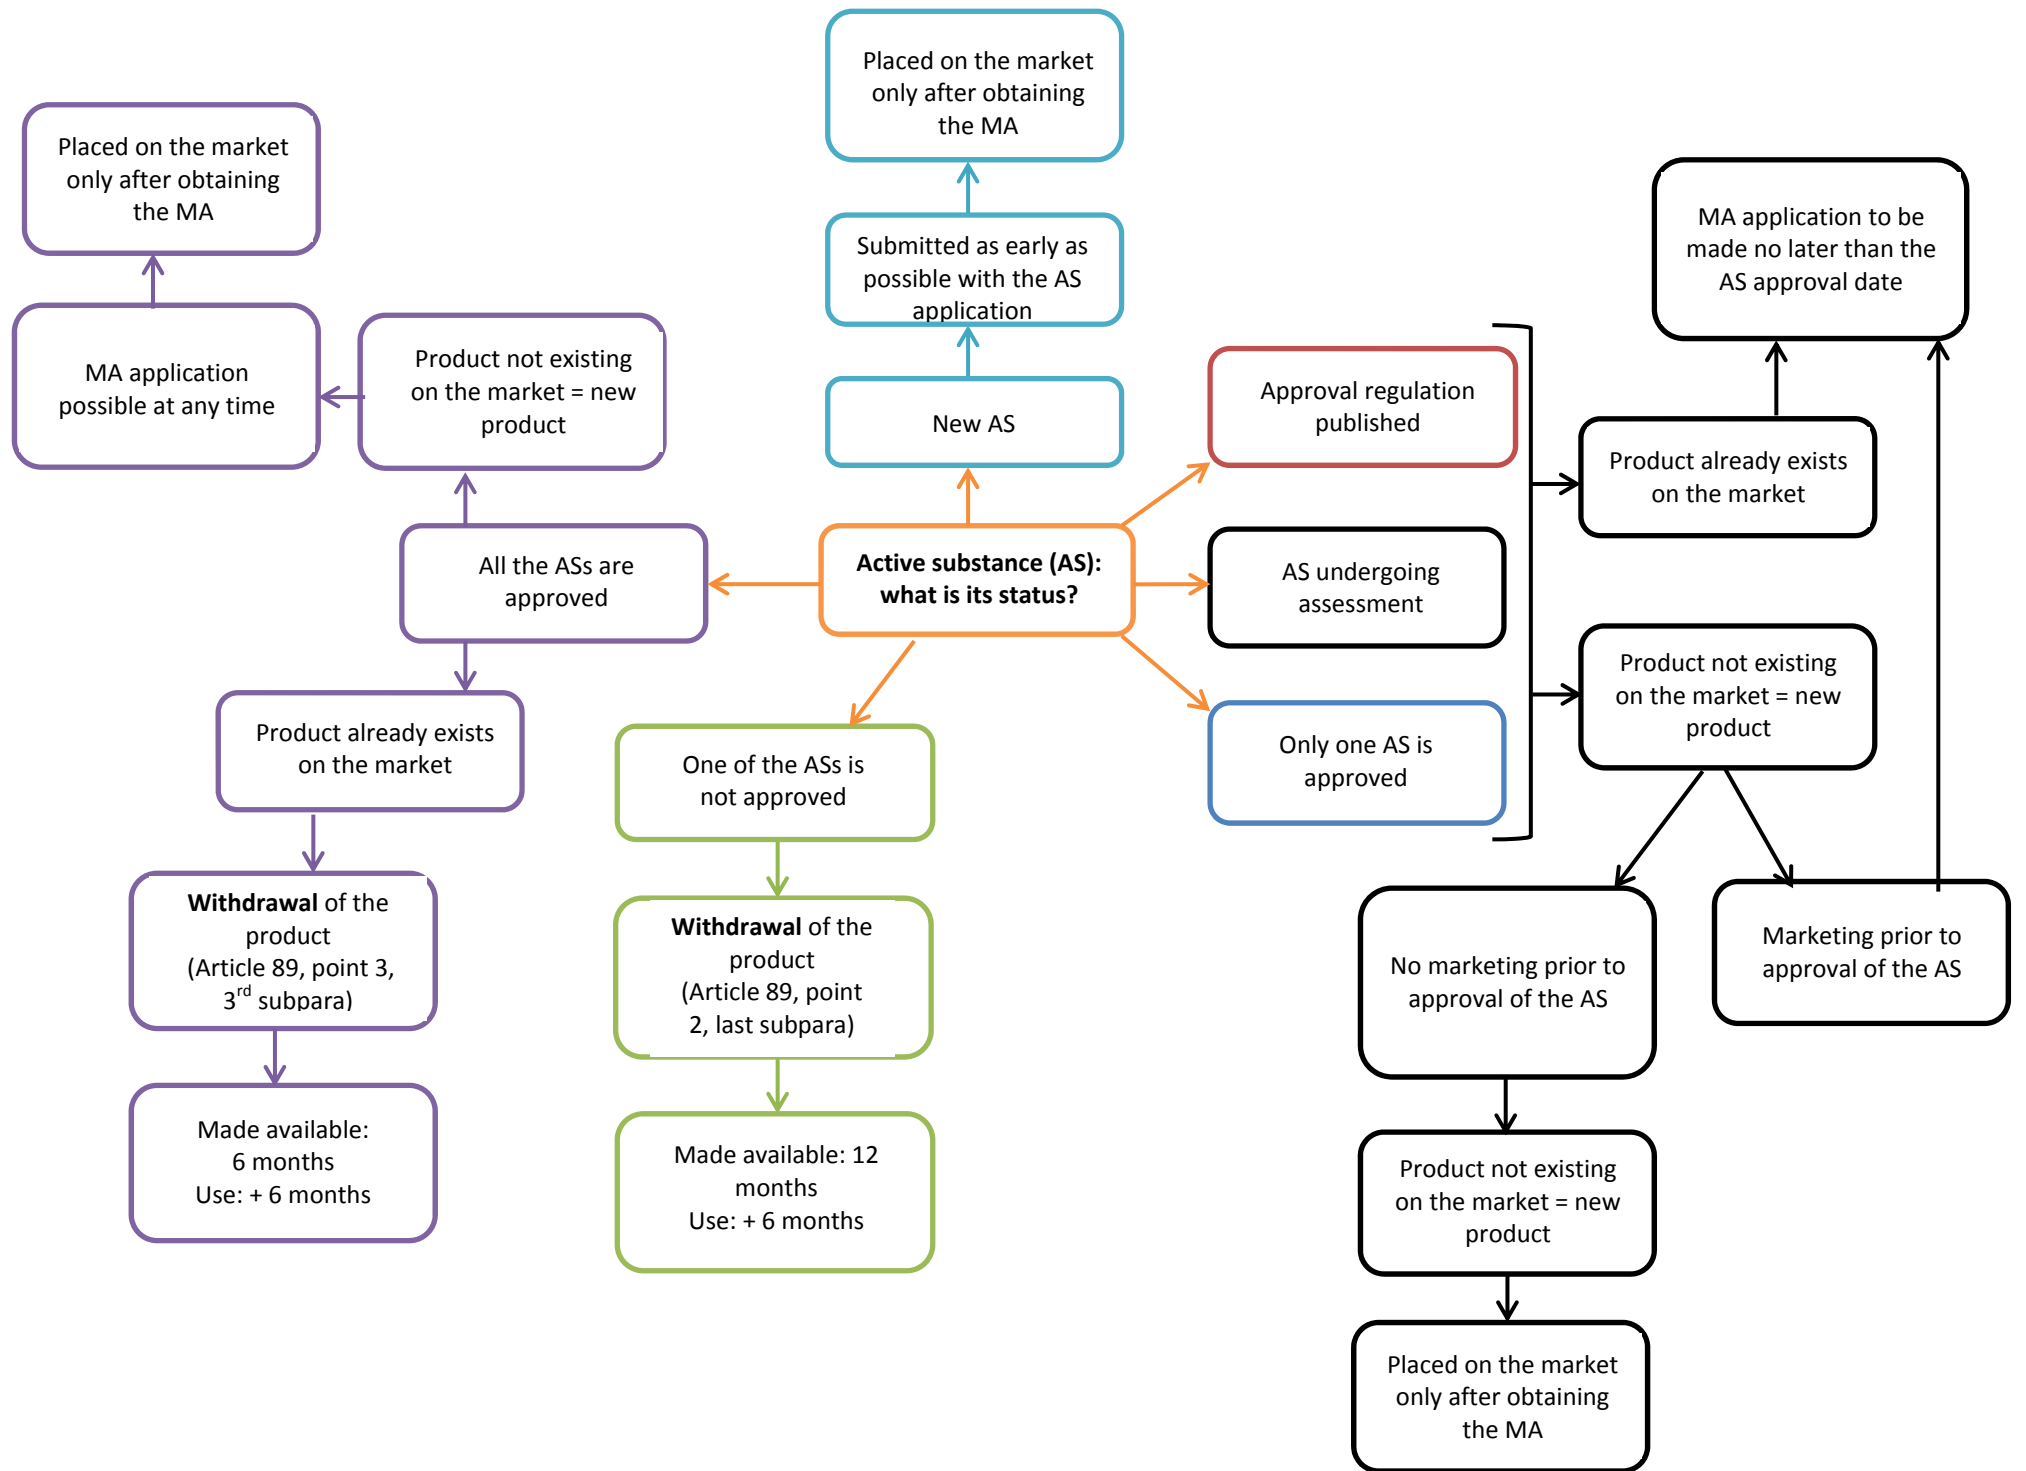 Placed on the market
only after obtaining
the MA
Placed on the market
only after obtaining
the MA
MA application to be
made no later than the
AS approval date
Submitted as early as
possible with the AS
application
MA application
possible at any time
Product not existing
on the market = new
product
New AS
Approval regulation
published
Product already exists
on the market
All the ASs are
approved
Active substance (AS):
what is its status?
AS undergoing
assessment
Product not existing
on the market = new
product
Product already exists
on the market
One of the ASs is
not approved
Only one AS is
approved
Withdrawal of the
product
(Article 89, point 3,
3rd subpara)
Withdrawal of the
product
(Article 89, point
2, last subpara)
No marketing prior to
approval of the AS
Marketing prior to
approval of the AS
Made available:
6 months
Use: + 6 months
Made available: 12
months
Use: + 6 months
Product not existing
on the market = new
product
Placed on the market
only after obtaining
the MA